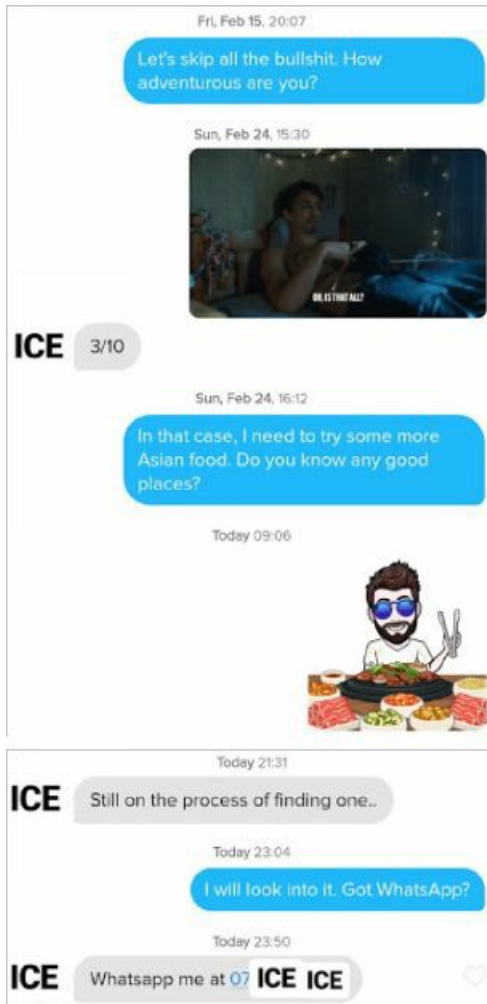 Fri, Feb 15, 20:07
Let's skip all the bullshit. How
adventurous are you?
Sun, Feb 24, 15:30
OH, IS THAT ALL?
ICE 3/10
Sun, Feb 24, 16:12
In that case, I need to try some more
Asian food. Do you know any good
places?
Today 09:06
Today 21:31
ICE Still on the process of finding one..
Today 23:04
I will look into it. Got WhatsApp?
Today 23:50
ICE Whatsapp me at 07 ICE ICE